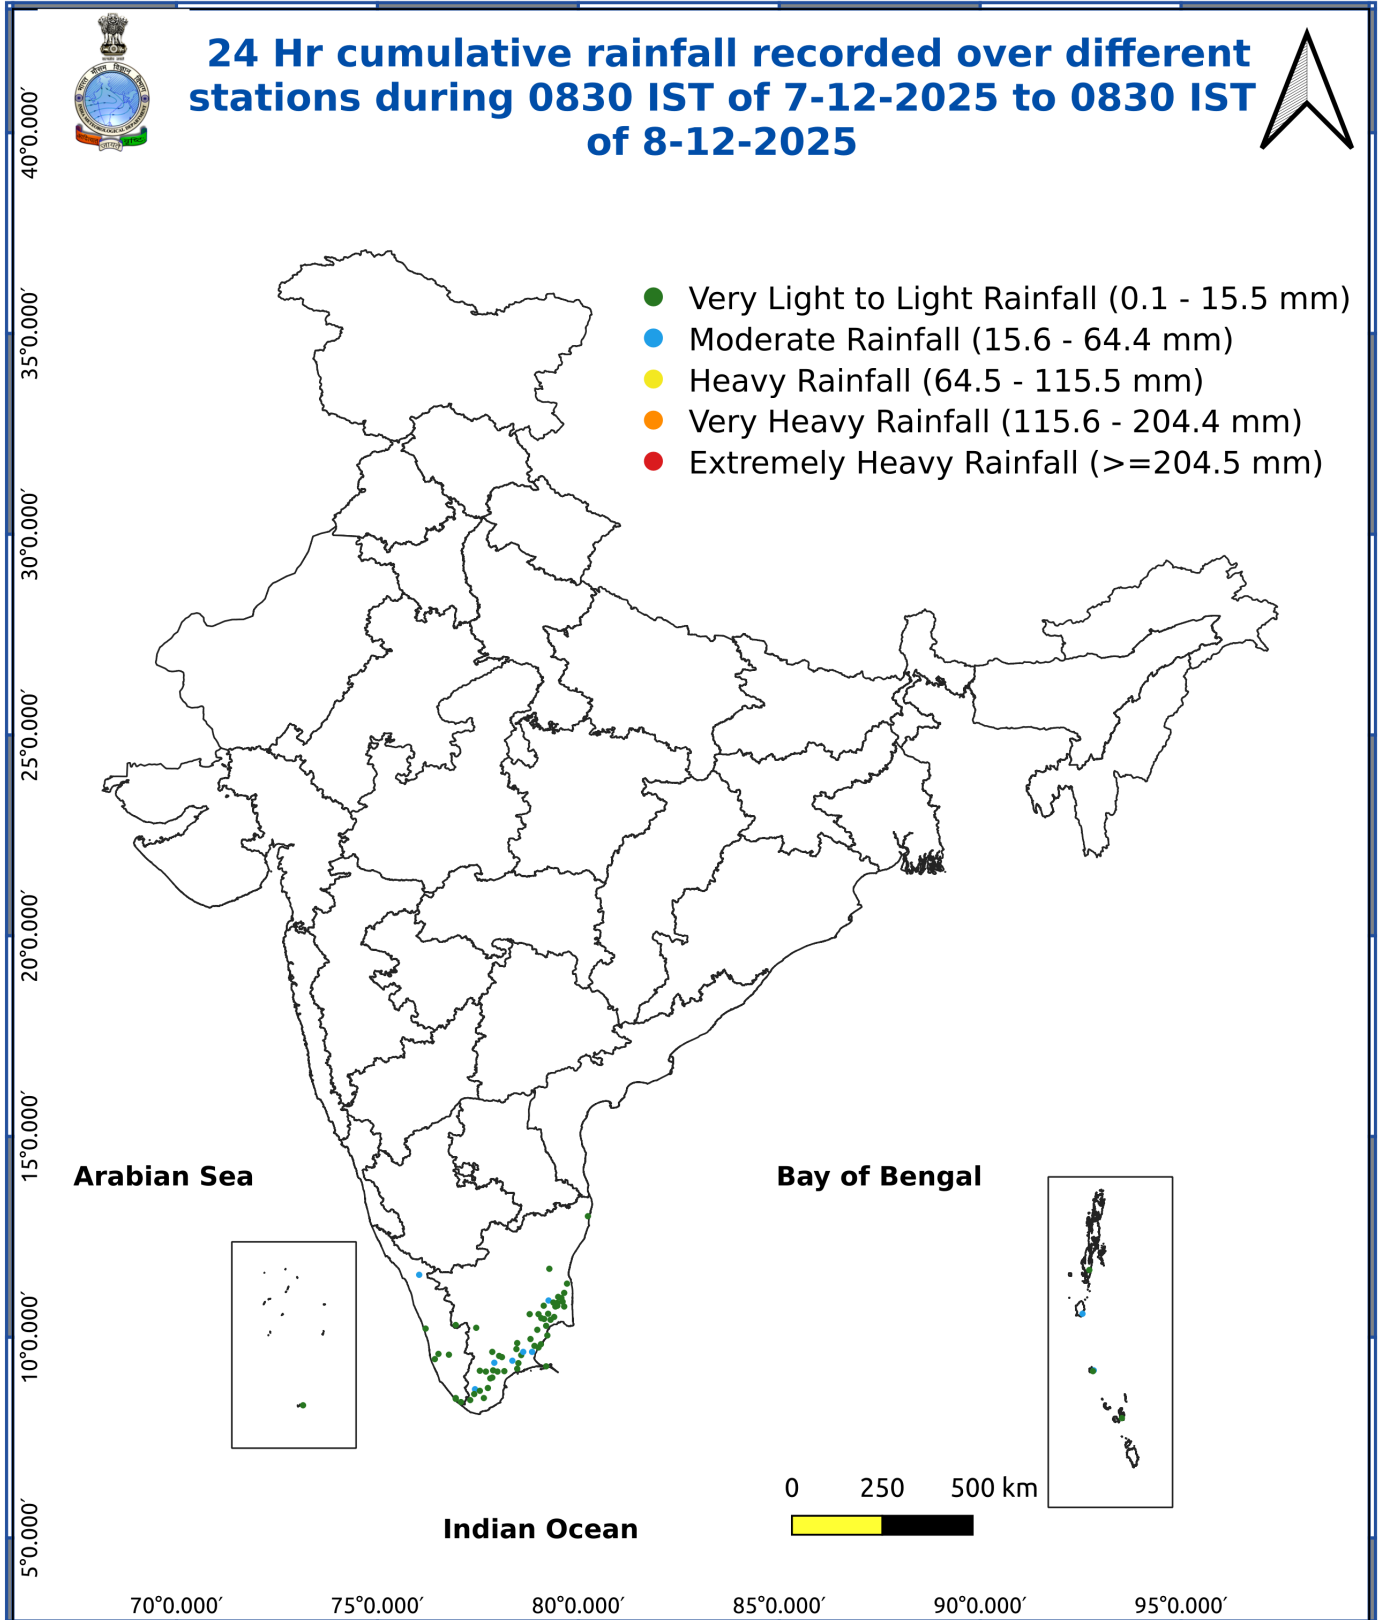 24 Hr cumulative rainfall recorded over different
stations during 0830 IST of 7-12-2025 to 0830 IST
of 8-12-2025
Very Light to Light Rainfall (0.1 - 15.5 mm)
Moderate Rainfall (15.6 - 64.4 mm)
Heavy Rainfall (64.5 - 115.5 mm)
Very Heavy Rainfall (115.6 - 204.4 mm)
Extremely Heavy Rainfall (>=204.5 mm)
40°0.000′
35°0.000′
30°0.000′
25°0.000′
20°0.000′
15°0.000′
10°0.000′
5°0.000′
Arabian Sea
Bay of Bengal
Indian Ocean
0 250 500 km
70°0.000′ 75°0.000′ 80°0.000′ 85°0.000′ 90°0.000′ 95°0.000′